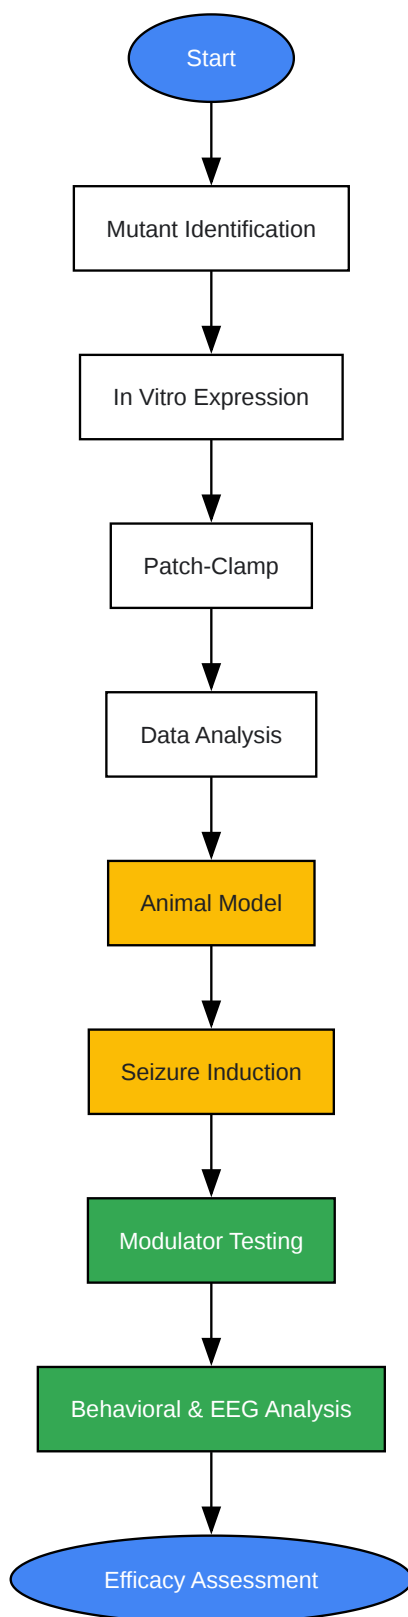 Start
Mutant Identification
In Vitro Expression
Patch-Clamp
Data Analysis
Animal Model
Seizure Induction
Modulator Testing
Behavioral & EEG Analysis
Efficacy Assessment